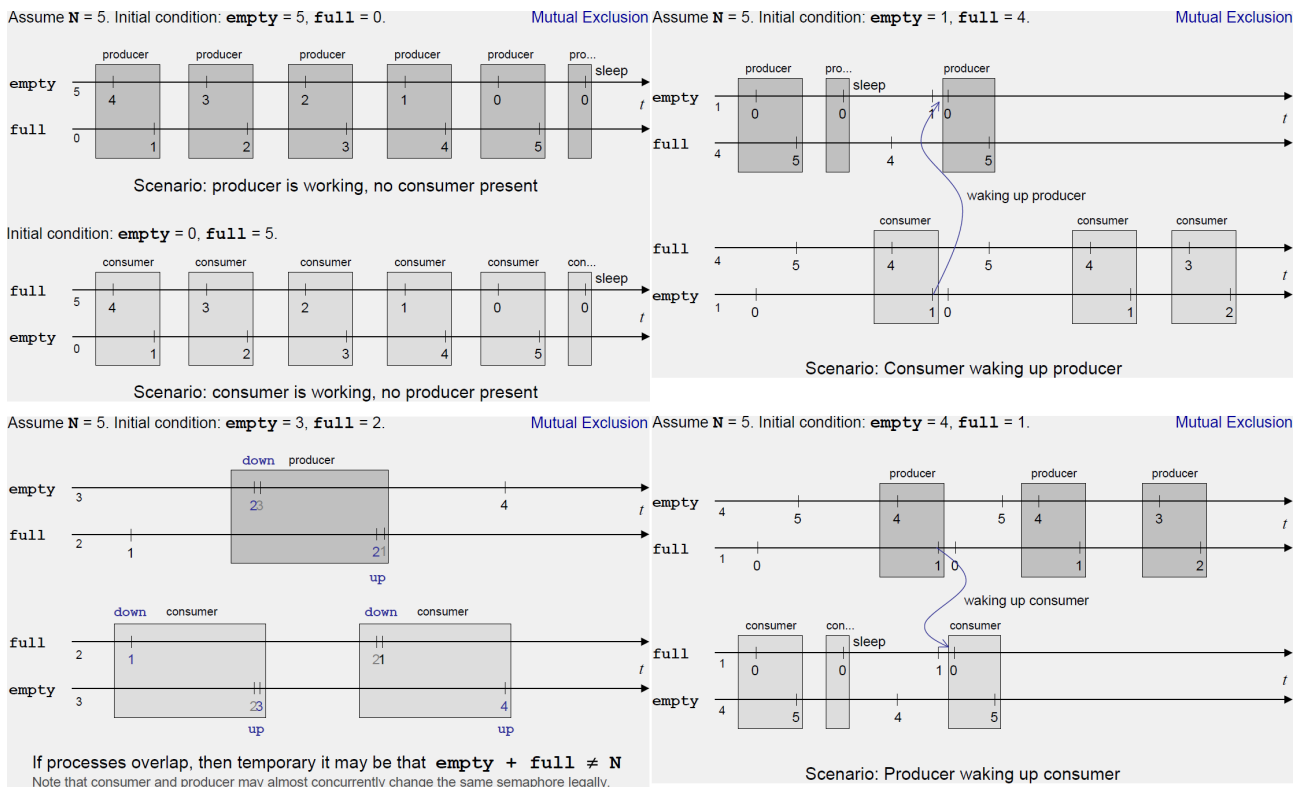 Assume N = 5. Initial condition: empty = 5, full = 0.
Mutual Exclusion
producer producer producer producer producer pro...
sleep
empty
5 4 3 2 1 0 0
t
full
0 1 2 3 4 5
Scenario: producer is working, no consumer present
Initial condition: empty = 0, full = 5.
consumer consumer consumer consumer consumer con...
sleep
full
5 4 3 2 1 0 0
t
empty
0 1 2 3 4 5
Scenario: consumer is working, no producer present
Assume N = 5. Initial condition: empty = 1, full = 4.
Mutual Exclusion
producer pro... producer
sleep
empty
1 0 0 1 0
t
full
4 5 4 5
waking up producer
consumer consumer consumer
full
4 5 4 5 4 3
t
empty
1 0 1 0 1 2
Scenario: Consumer waking up producer
Assume N = 5. Initial condition: empty = 3, full = 2.
Mutual Exclusion
down producer
empty
3 2 3 4
t
full
2 1 2 1
up
down consumer down consumer
full
2 1 2 1
t
empty
3 2 3 4
up up
If processes overlap, then temporary it may be that empty + full ≠ N
Note that consumer and producer may almost concurrently change the same semaphore legally.
Assume N = 5. Initial condition: empty = 4, full = 1.
Mutual Exclusion
producer producer producer
empty
4 5 4 5 4 3
t
full
1 0 1 0 1 2
waking up consumer
consumer con... consumer
sleep
full
1 0 0 1 0
t
empty
4 5 4 5
Scenario: Producer waking up consumer